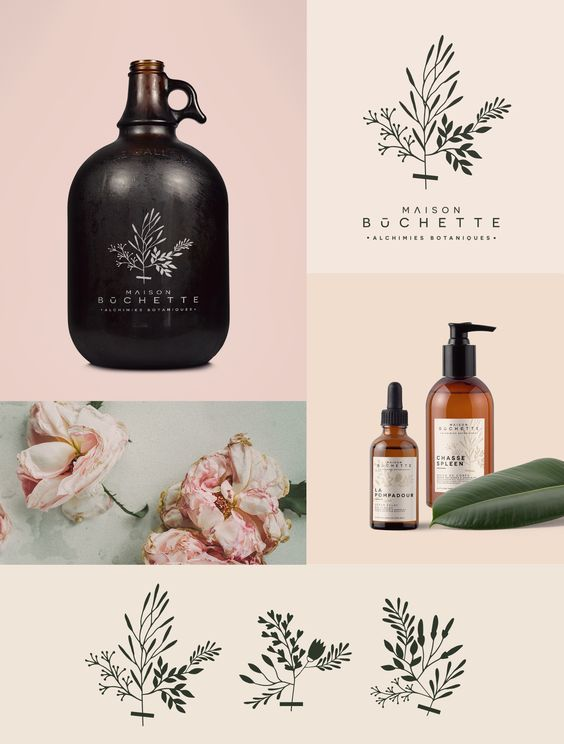 MAISON
BŪCHETTE
• ALCHIMIES BOTANIQUES •
MAISON
BŪCHETTE
• ALCHIMIES BOTANIQUES •
MAISON
BŪCHETTE
LA
POMPADOUR
MAISON
BŪCHETTE
CHASSE
SPLEEN